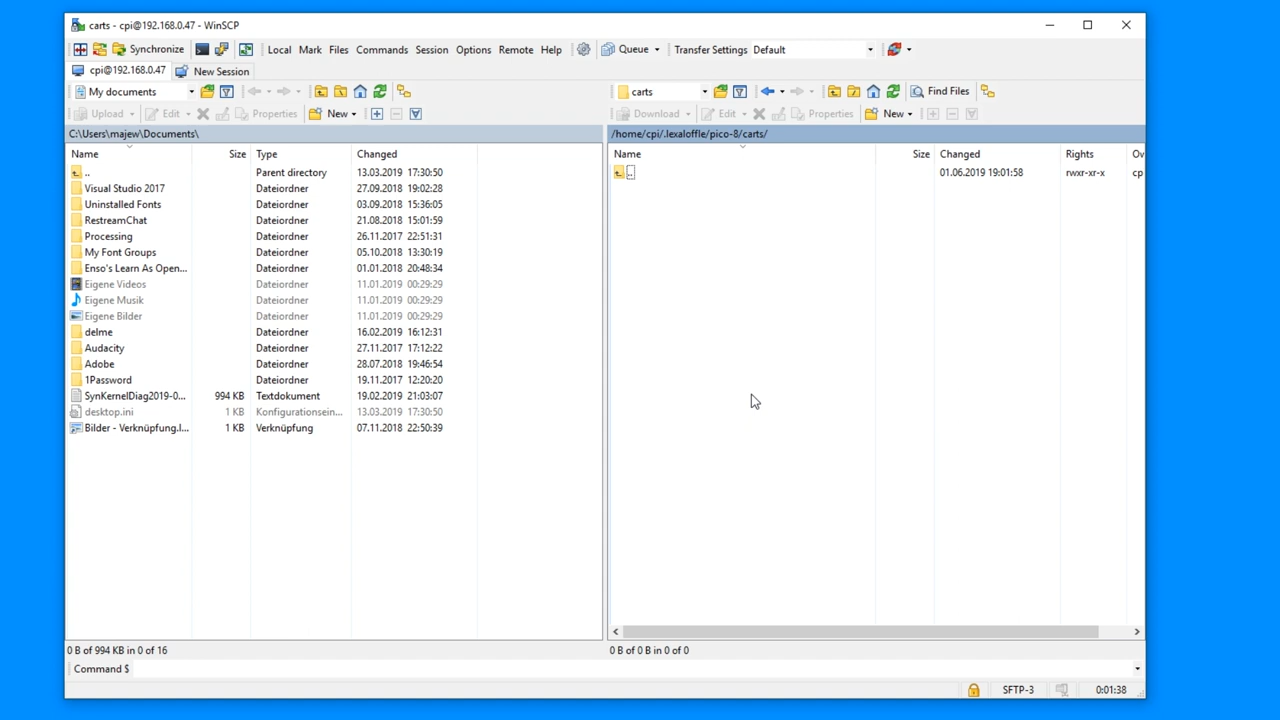 carts - cpi@192.168.0.47 - WinSCP
Synchronize Local Mark Files Commands Session Options Remote Help Queue Transfer Settings Default
cpi@192.168.0.47 New Session
My documents carts Find Files
Upload Edit Properties New Download Edit Properties New
C:\Users\majew\Documents\ /home/cpi/.lexaloffle/pico-8/carts/
Name Size Type Changed Name Size Changed Rights Ow
.. Parent directory 13.03.2019 17:30:50 .. 01.06.2019 19:01:58 rwxr-xr-x cp
Visual Studio 2017 Dateiordner 27.09.2018 19:02:28
Uninstalled Fonts Dateiordner 03.09.2018 15:36:05
RestreamChat Dateiordner 21.08.2018 15:01:59
Processing Dateiordner 26.11.2017 22:51:31
My Font Groups Dateiordner 05.10.2018 13:30:19
Enso's Learn As Open... Dateiordner 01.01.2019 20:48:34
Eigene Videos Dateiordner 11.01.2019 00:29:29
Eigene Musik Dateiordner 11.01.2019 00:29:29
Eigene Bilder Dateiordner 11.01.2019 00:29:29
delme Dateiordner 16.02.2019 16:12:31
Audacity Dateiordner 27.11.2017 17:12:22
Adobe Dateiordner 28.07.2018 19:46:54
1Password Dateiordner 19.11.2017 12:20:20
SynKernelDiag2019-0... 994 KB Textdokument 19.02.2019 21:03:07
desktop.ini 1 KB Konfigurationsein... 13.03.2019 17:30:50
Bilder - Verknüpfung.l... 1 KB Verknüpfung 07.11.2018 22:50:39
0 B of 994 KB in 0 of 16 0 B of 0 B in 0 of 0
Command $
SFTP-3 0:01:38